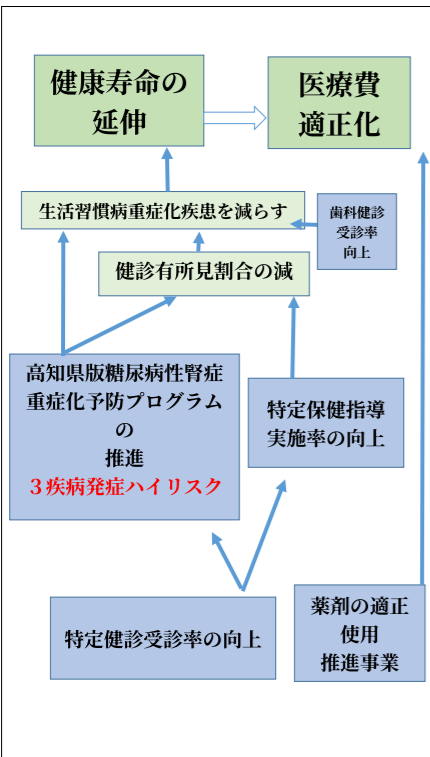 健康寿命の
延伸
医療費
適正化
生活習慣病重症化疾患を減らす
歯科健診
受診率
向上
健診有所見割合の減
高知県版糖尿病性腎症
重症化予防プログラム
の
推進
３疾病発症ハイリスク
特定保健指導
実施率の向上
特定健診受診率の向上
薬剤の適正
使用
推進事業